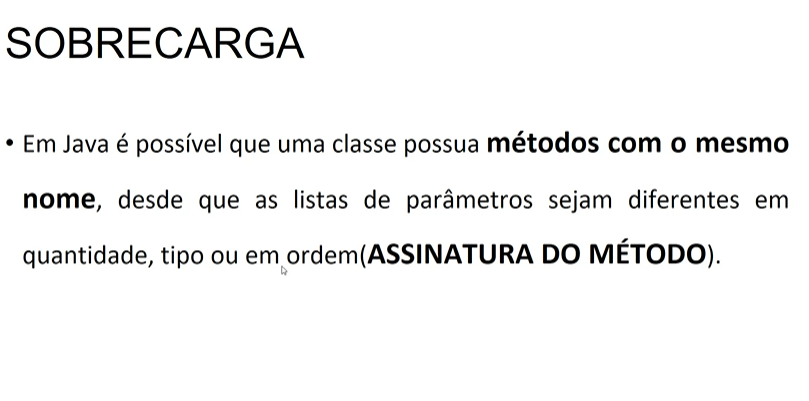 SOBRECARGA
• Em Java é possível que uma classe possua métodos com o mesmo
nome, desde que as listas de parâmetros sejam diferentes em
quantidade, tipo ou em ordem(ASSINATURA DO MÉTODO).